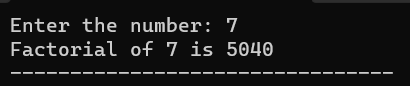 Enter the number: 7
Factorial of 7 is 5040
--------------------------------